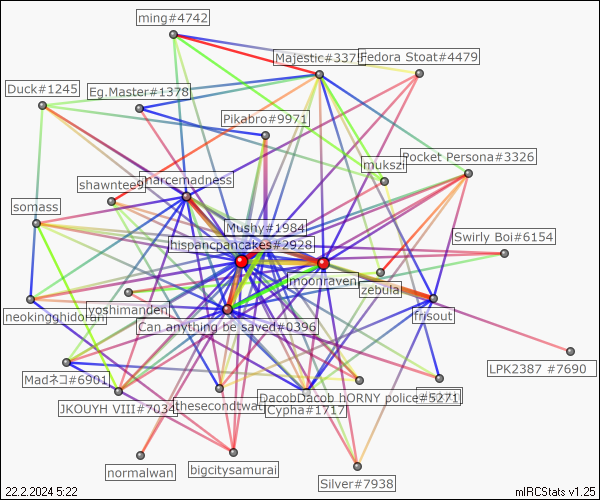 ming#4742
Majestic#337
Fedora Stoat#4479
Duck#1245
Eg.Master#1378
Pikabro#9971
mukszi
Pocket Persona#3326
shawntee9
marcemadness
somass
Mushy#1984
Swirly Boi#6154
hispancpancakes#2928
moonraven
zebula
neokingghidorah
yoshimanden
Can anything be saved#0396
frisout
LPK2387 #7690
Madネコ#6901
JKOUYH VIII#7034
thesecondtwat
DacobDacob
hORNY police#5271
Cypha#1717
normalwan
bigcitysamurai
Silver#7938
22.2.2024 5:22
mIRCStats v1.25